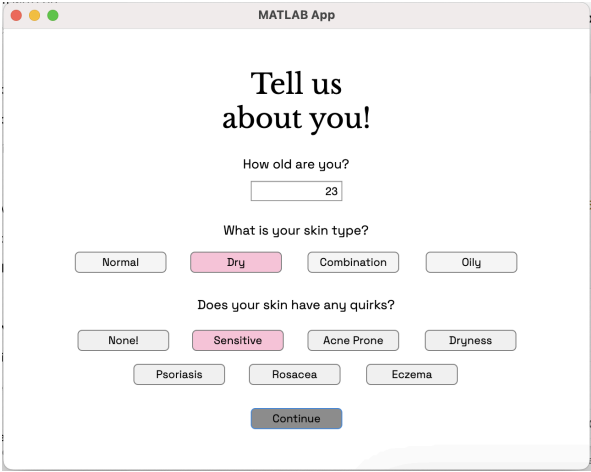 MATLAB App
Tell us
about you!
How old are you?
23
What is your skin type?
Normal Dry Combination Oily
Does your skin have any quirks?
None! Sensitive Acne Prone Dryness
Psoriasis Rosacea Eczema
Continue